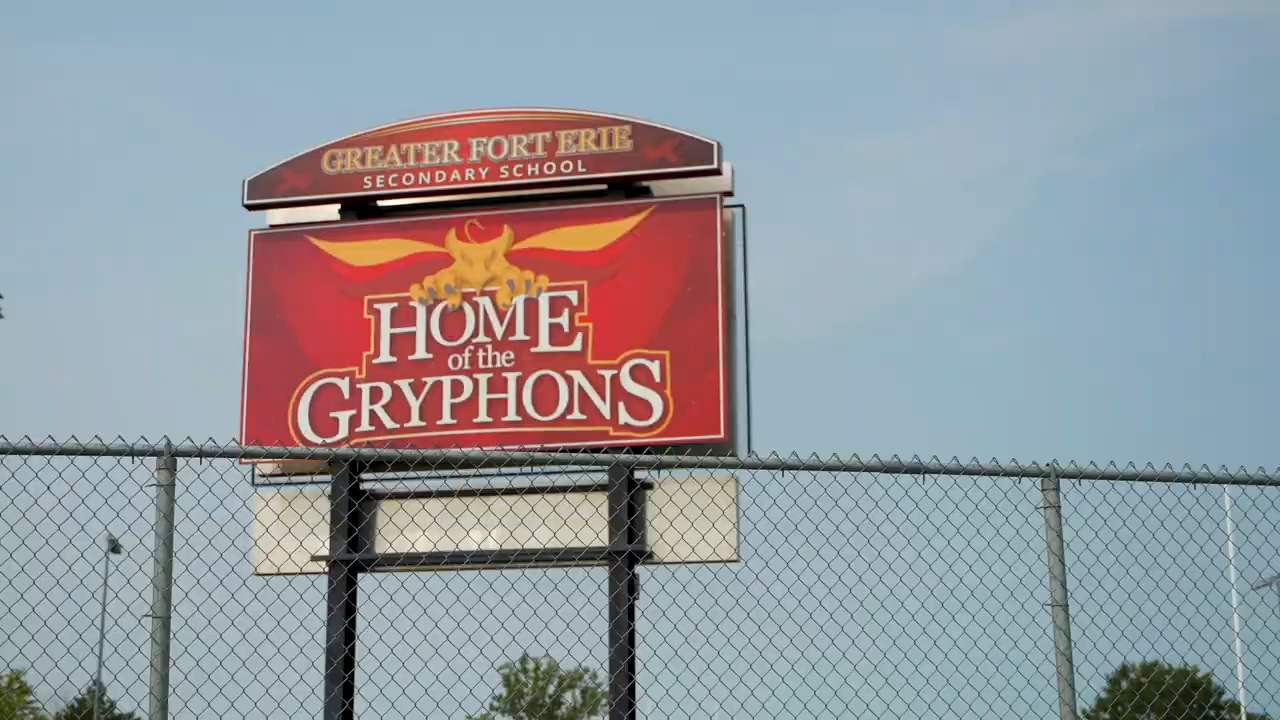 GREATER FORT ERIE
SECONDARY SCHOOL
HOME
of the
GRYPHONS